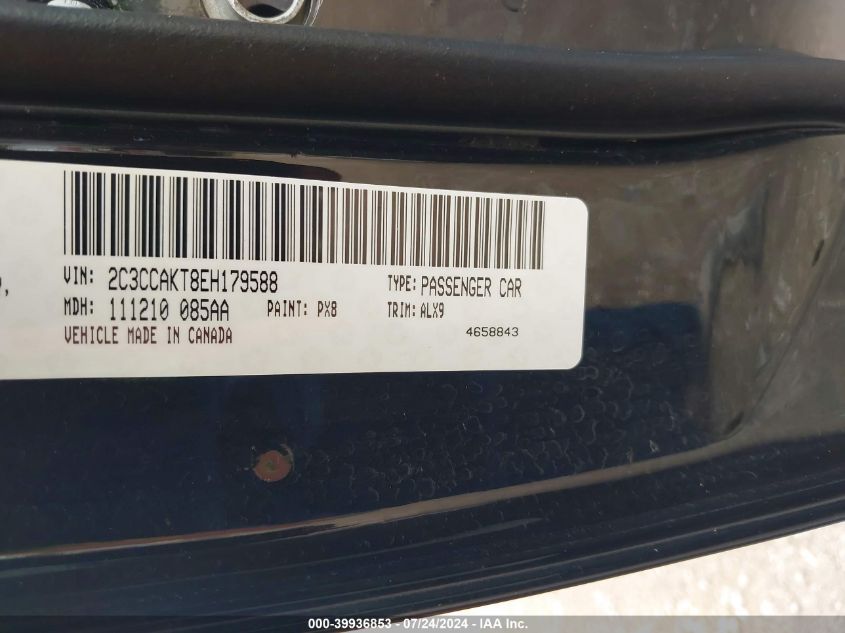 VIN: 2C3CCAKT8EH179588 TYPE: PASSENGER CAR
MDH: 111210 085AA PAINT: PX8 TRIM: ALX9
VEHICLE MADE IN CANADA 4658843
000-39936853 - 07/24/2024 - IAA Inc.